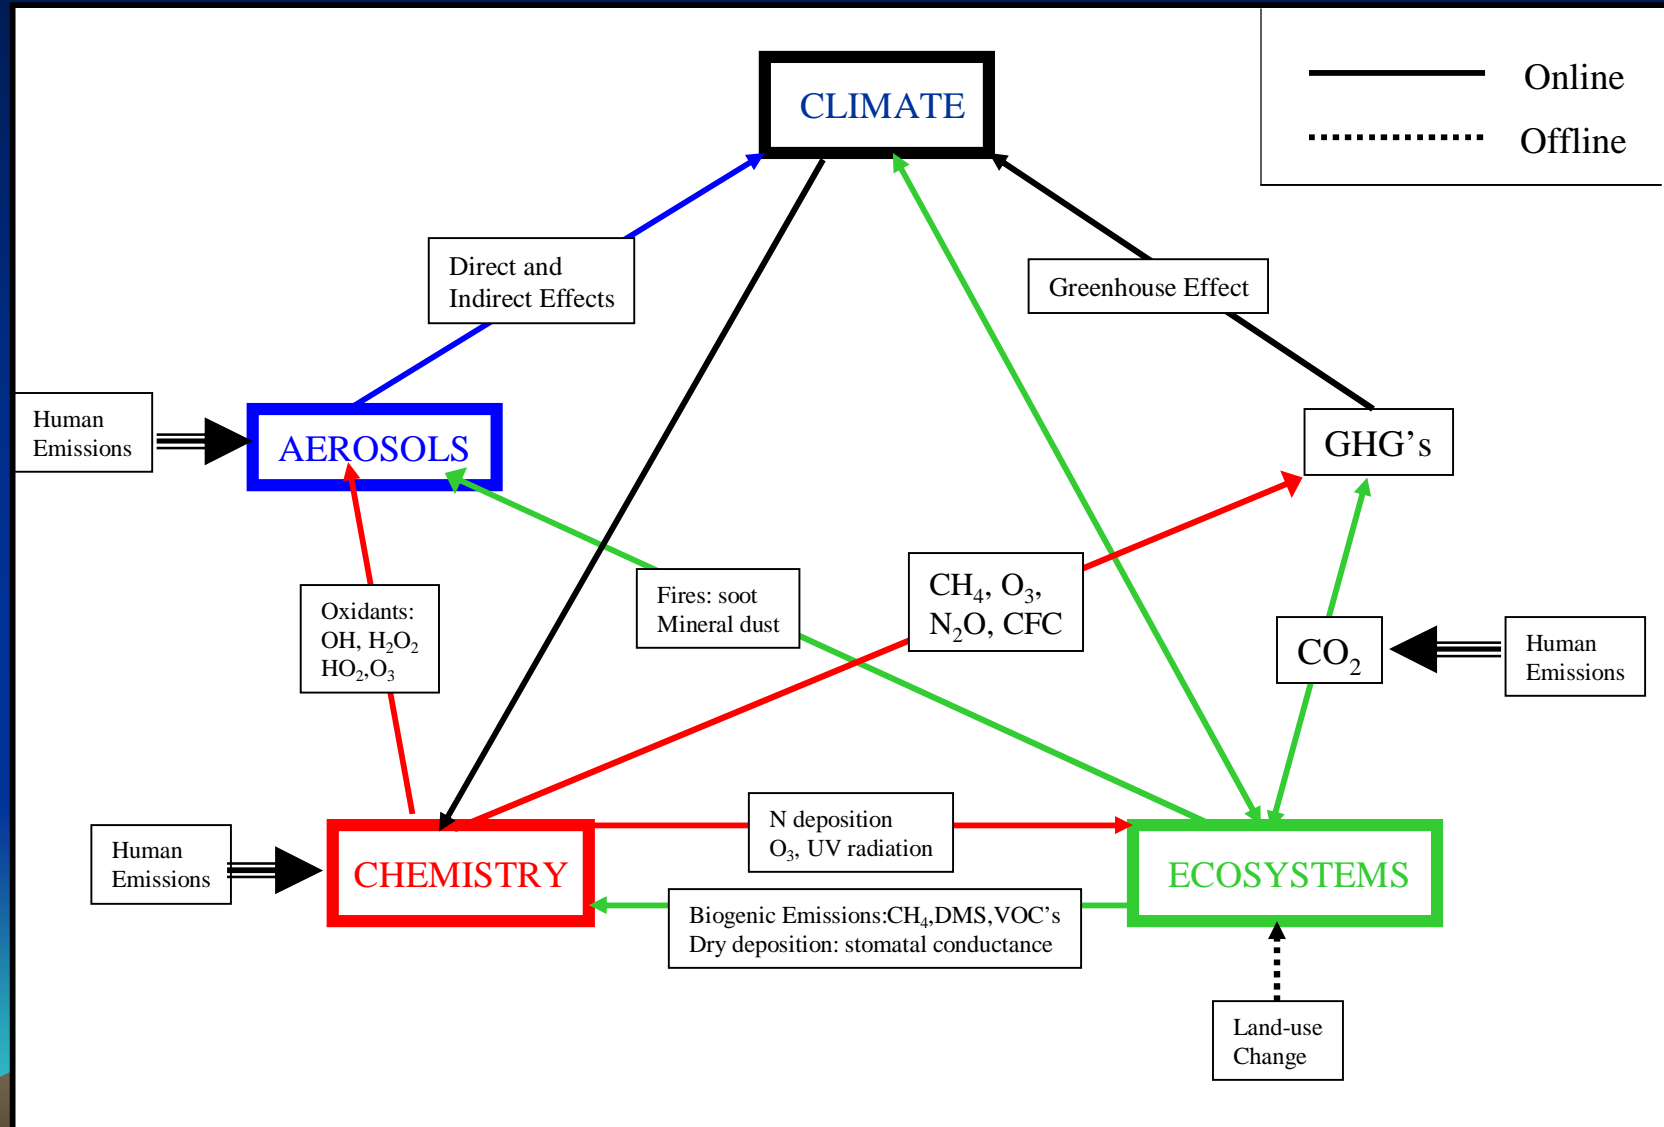 CLIMATE
Online
Offline
Direct and
Indirect Effects
Greenhouse Effect
Human
Emissions
AEROSOLS
GHG's
Oxidants:
OH, H₂O₂
HO₂,O₃
Fires: soot
Mineral dust
CH₄, O₃,
N₂O, CFC
CO₂
Human
Emissions
Human
Emissions
CHEMISTRY
N deposition
O₃, UV radiation
ECOSYSTEMS
Biogenic Emissions:CH₄,DMS,VOC's
Dry deposition: stomatal conductance
Land-use
Change